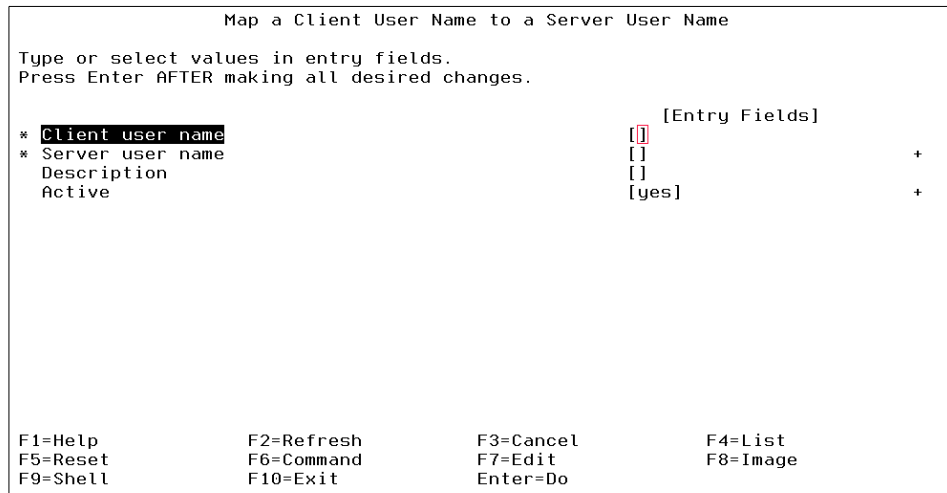 Map a Client User Name to a Server User Name
Type or select values in entry fields.
Press Enter AFTER making all desired changes.
[Entry Fields]
* Client user name []
* Server user name [] +
Description []
Active [yes] +
F1=Help F2=Refresh F3=Cancel F4=List
F5=Reset F6=Command F7=Edit F8=Image
F9=Shell F10=Exit Enter=Do